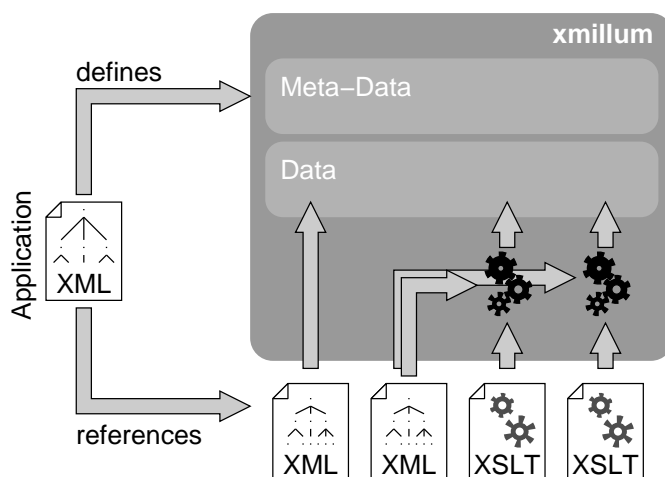 xmillum
defines
Meta–Data
Data
Application
XML
references
XML
XML
XSLT
XSLT